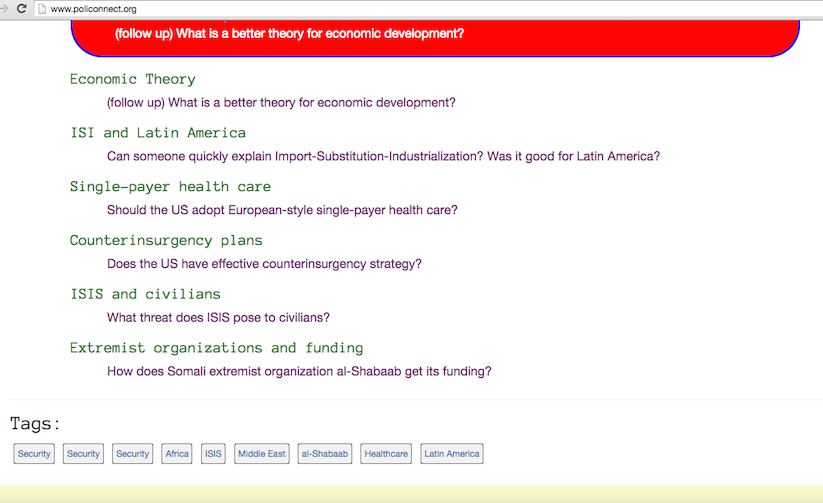 www.policonnect.org
(follow up) What is a better theory for economic development?
Economic Theory
(follow up) What is a better theory for economic development?
ISI and Latin America
Can someone quickly explain Import-Substitution-Industrialization? Was it good for Latin America?
Single-payer health care
Should the US adopt European-style single-payer health care?
Counterinsurgency plans
Does the US have effective counterinsurgency strategy?
ISIS and civilians
What threat does ISIS pose to civilians?
Extremist organizations and funding
How does Somali extremist organization al-Shabaab get its funding?
Tags:
Security Security Security Africa ISIS Middle East al-Shabaab Healthcare Latin America